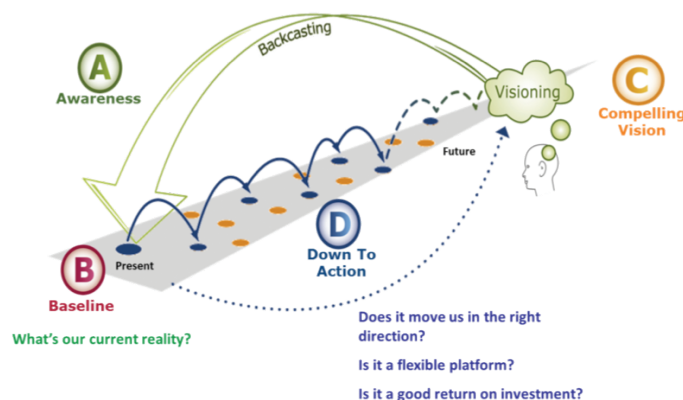 Backcasting
A
Awareness
Visioning
C
Compelling
Vision
Future
D
Down To
Action
B
Present
Baseline
What's our current reality?
Does it move us in the right
direction?
Is it a flexible platform?
Is it a good return on investment?